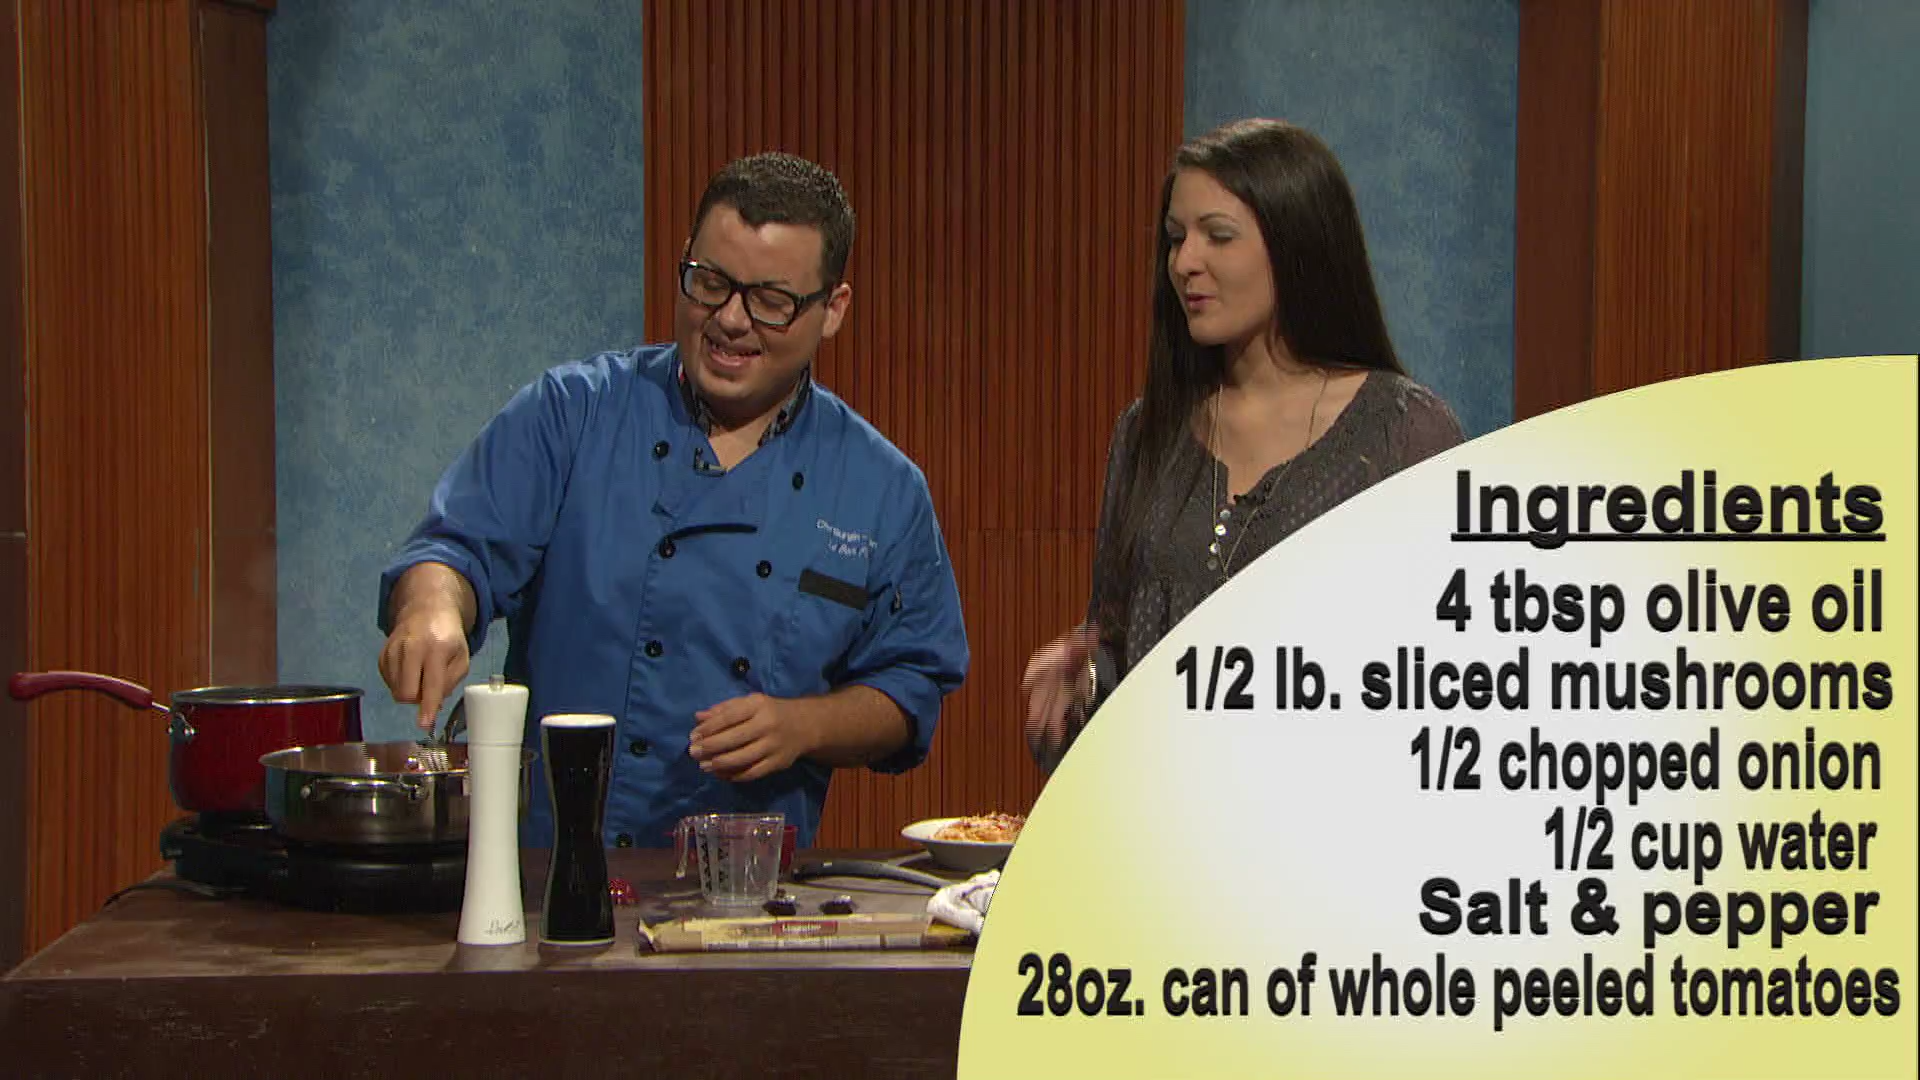 Ingredients
4 tbsp olive oil
1/2 lb. sliced mushrooms
1/2 chopped onion
1/2 cup water
Salt & pepper
28oz. can of whole peeled tomatoes